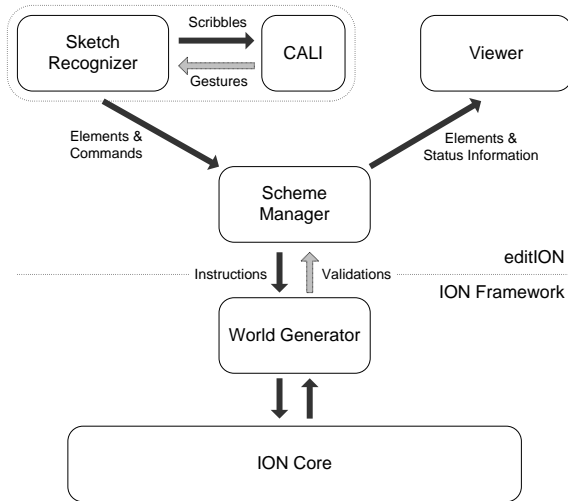 Scribbles
Sketch
Recognizer
CALI
Viewer
Gestures
Elements &
Commands
Elements &
Status Information
Scheme
Manager
editION
Instructions
Validations
ION Framework
World Generator
ION Core